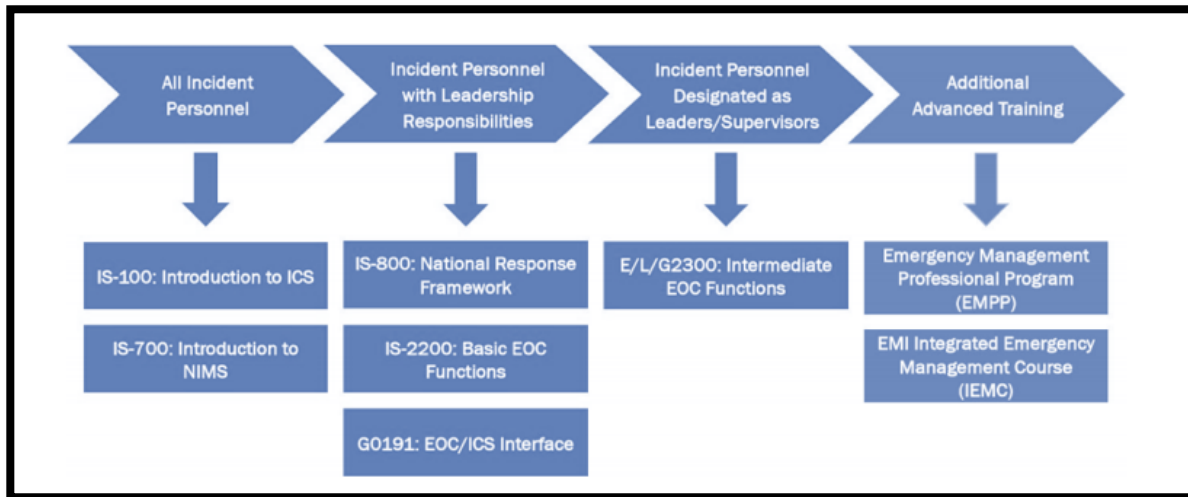 All Incident
Personnel
Incident Personnel
with Leadership
Responsibilities
Incident Personnel
Designated as
Leaders/Supervisors
Additional
Advanced Training
IS-100: Introduction to ICS
IS-700: Introduction to
NIMS
IS-800: National Response
Framework
IS-2200: Basic EOC
Functions
G0191: EOC/ICS Interface
E/L/G2300: Intermediate
EOC Functions
Emergency Management
Professional Program
(EMPP)
EMI Integrated Emergency
Management Course
(IEMC)